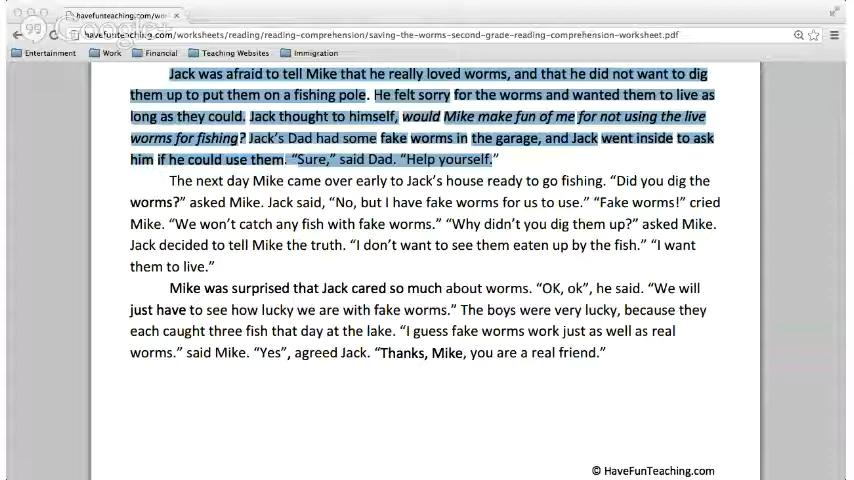 havefunteaching.com/wor
Google+
havefunteaching.com/worksheets/reading/reading-comprehension/saving-the-worms-second-grade-reading-comprehension-worksheet.pdf
Entertainment Work Financial Teaching Websites Immigration
Jack was afraid to tell Mike that he really loved worms, and that he did not want to dig
them up to put them on a fishing pole. He felt sorry for the worms and wanted them to live as
long as they could. Jack thought to himself, would Mike make fun of me for not using the live
worms for fishing? Jack's Dad had some fake worms in the garage, and Jack went inside to ask
him if he could use them. “Sure,” said Dad. “Help yourself.”
The next day Mike came over early to Jack's house ready to go fishing. “Did you dig the
worms?” asked Mike. Jack said, “No, but I have fake worms for us to use.” “Fake worms!” cried
Mike. “We won't catch any fish with fake worms.” “Why didn't you dig them up?” asked Mike.
Jack decided to tell Mike the truth. “I don't want to see them eaten up by the fish.” “I want
them to live.”
Mike was surprised that Jack cared so much about worms. “OK, ok”, he said. “We will
just have to see how lucky we are with fake worms.” The boys were very lucky, because they
each caught three fish that day at the lake. “I guess fake worms work just as well as real
worms.” said Mike. “Yes”, agreed Jack. “Thanks, Mike, you are a real friend.”
© HaveFunTeaching.com